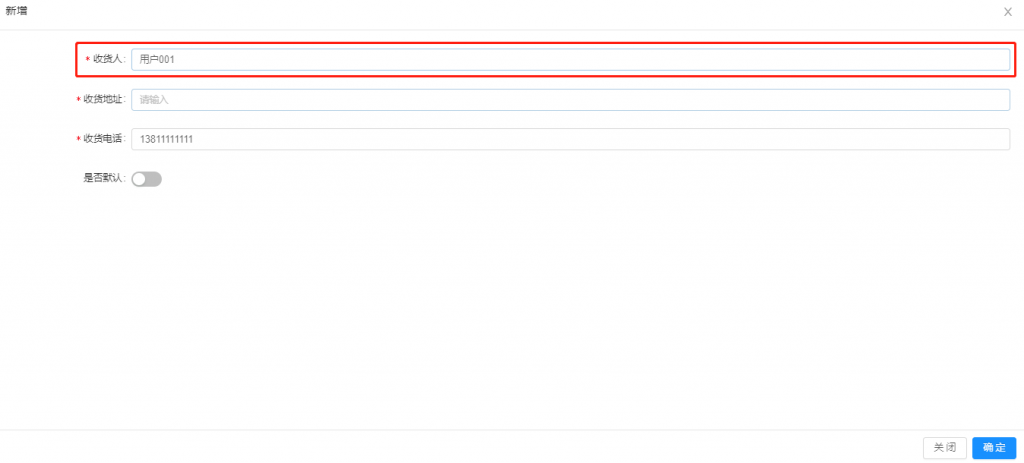 新增
X
* 收货人: 用户001
* 收货地址: 请输入
* 收货电话: 13811111111
是否默认:
关闭 确定